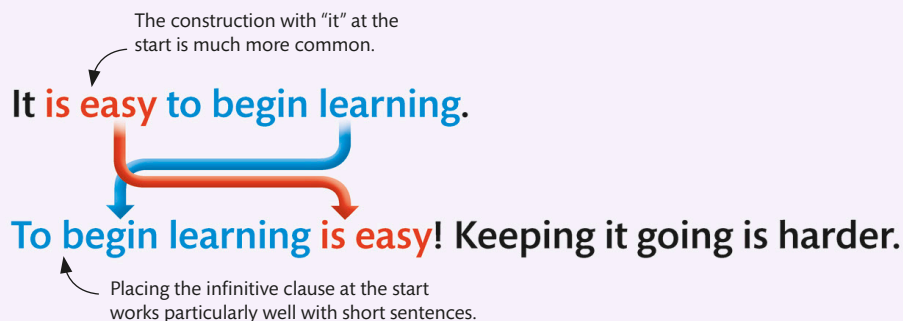 The construction with “it” at the
start is much more common.
It is easy to begin learning.
To begin learning is easy! Keeping it going is harder.
Placing the infinitive clause at the start
works particularly well with short sentences.